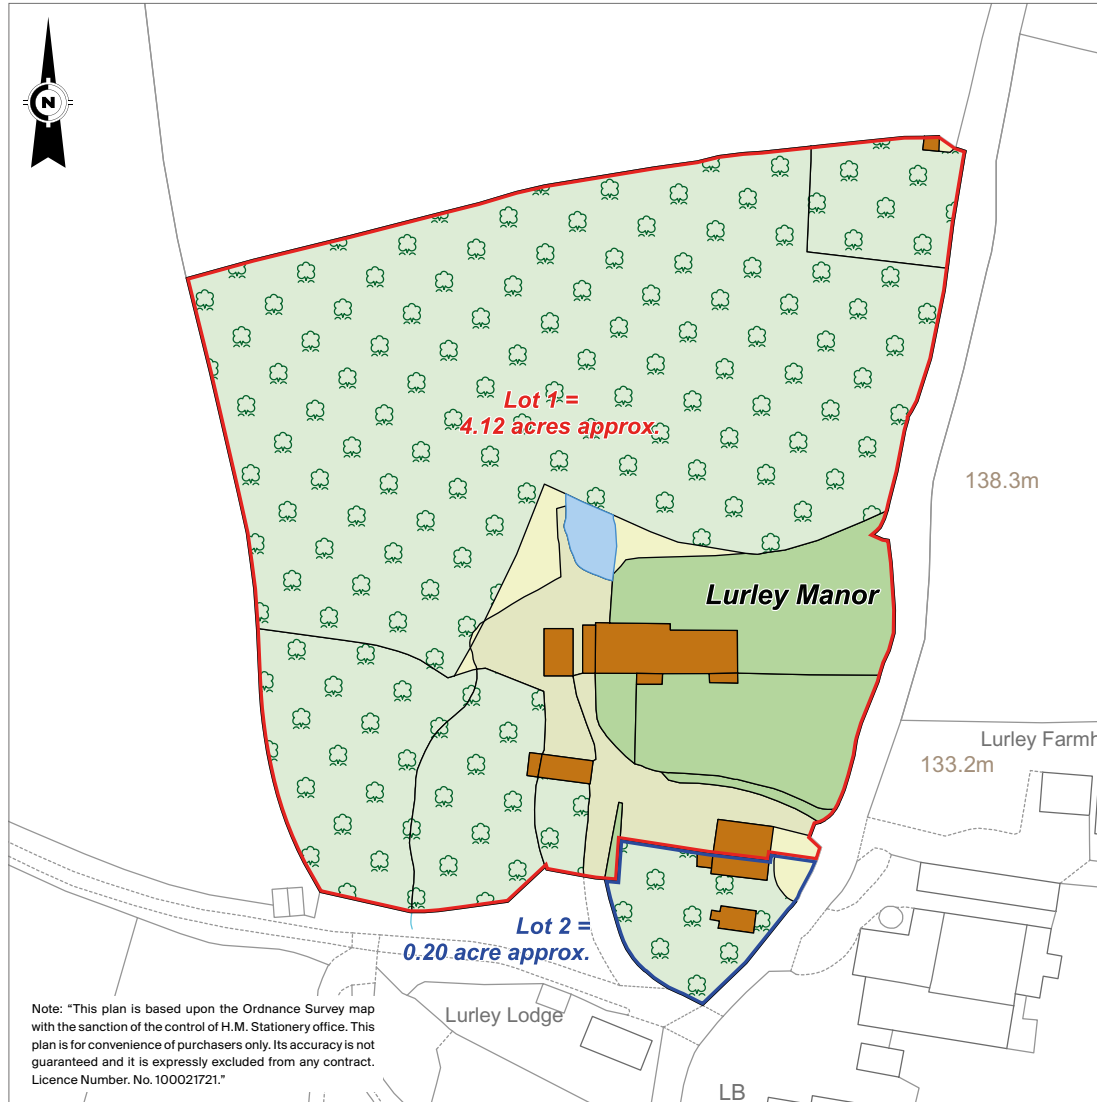 N
Lot 1 =
4.12 acres approx.
138.3m
Lurley Manor
Lurley Farmh
133.2m
Lot 2 =
0.20 acre approx.
Note: “This plan is based upon the Ordnance Survey map
with the sanction of the control of H.M. Stationery office. This
plan is for convenience of purchasers only. Its accuracy is not
guaranteed and it is expressly excluded from any contract.
Licence Number. No. 100021721.”
Lurley Lodge
LB